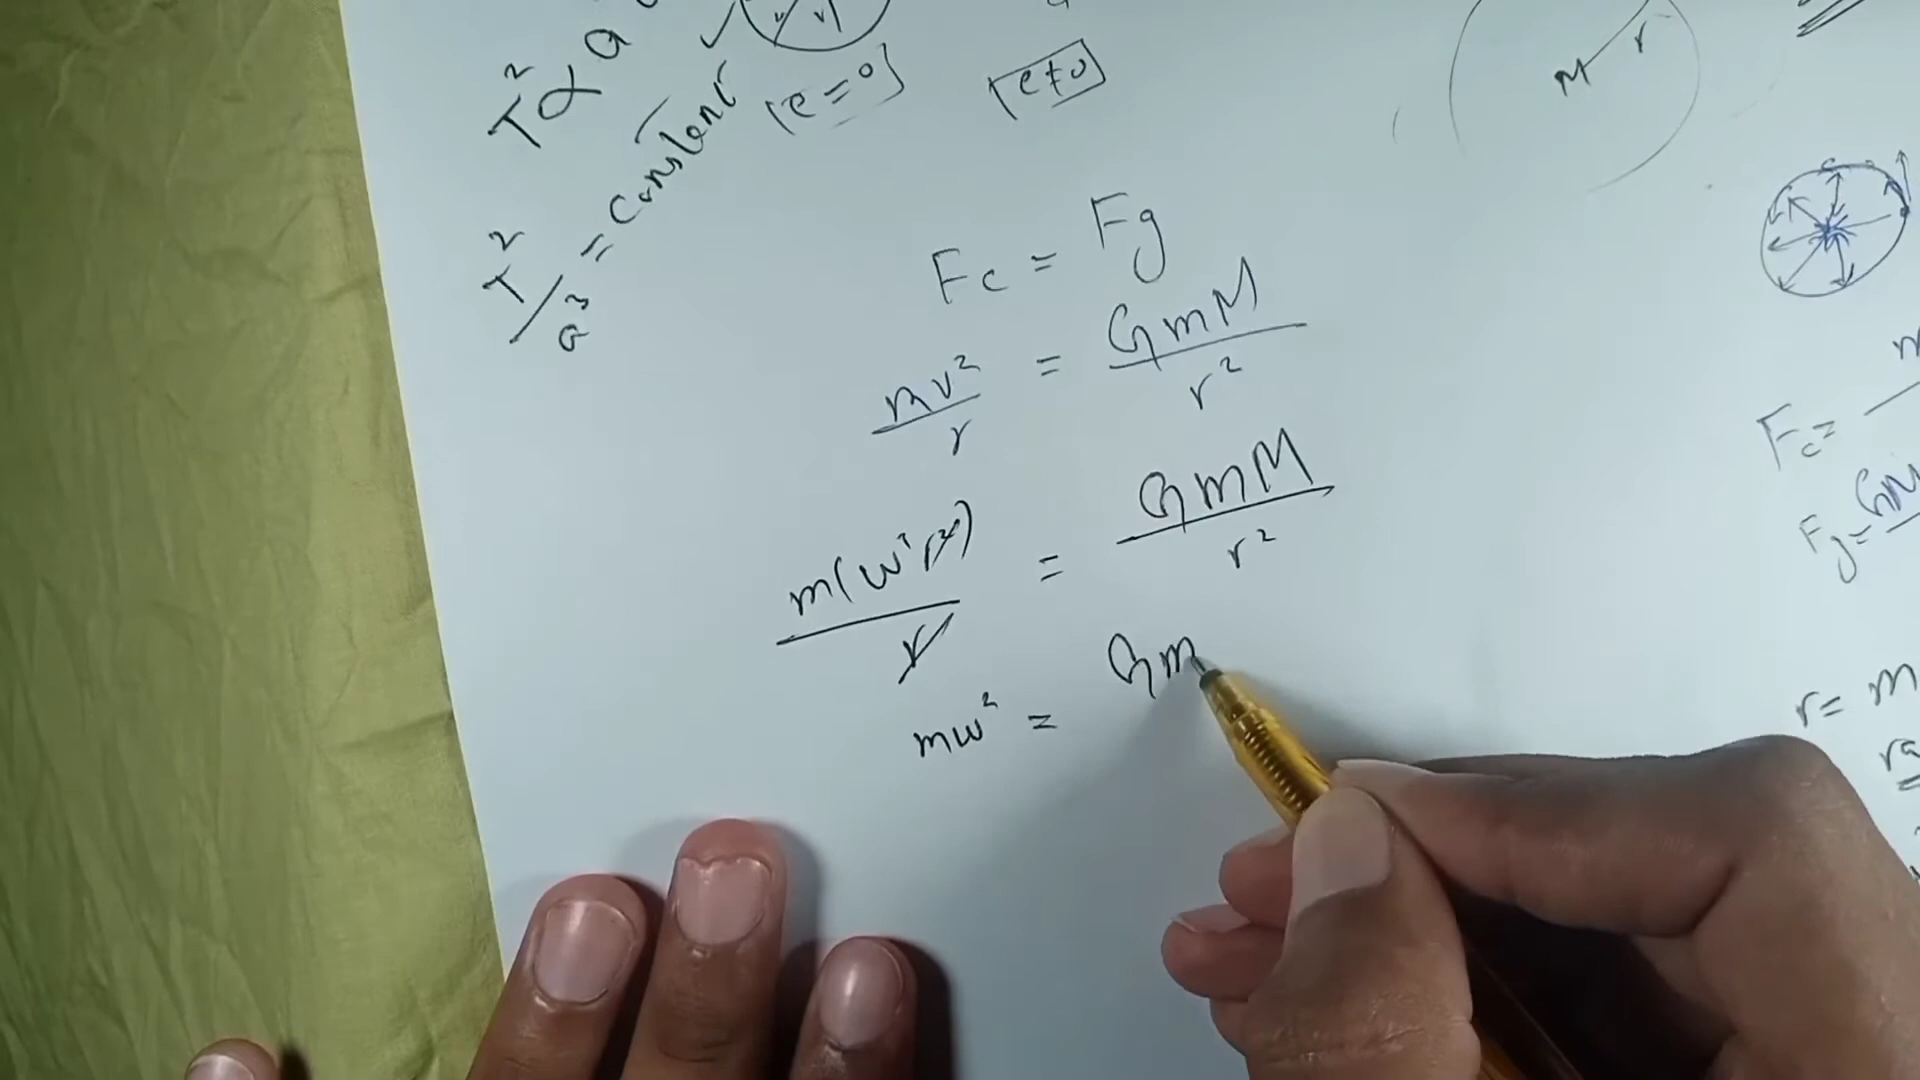 T² ∝ a
T²/a³ = Constant
[e = 0]
[e ≠ 0]
M r
Fc = Fg
mv²/r = GmM/r²
m(ω²r²)/r = GmM/r²
mω² = Gm
Fc =
Fg = GM
r = m